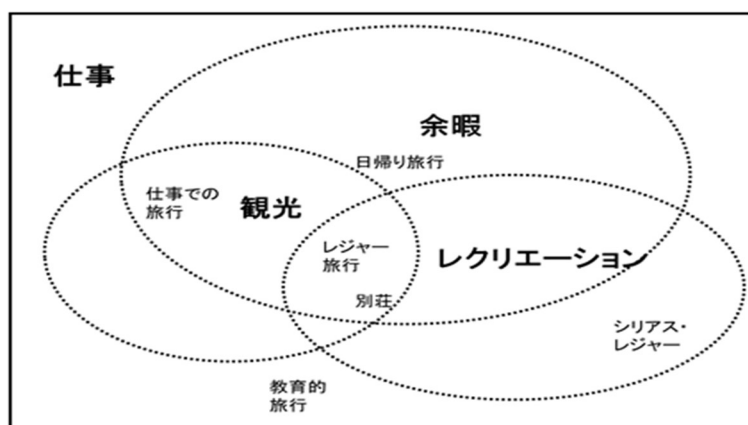 仕事
余暇
日帰り旅行
仕事での
旅行
観光
レジャー
旅行
レクリエーション
別荘
シリアス・
レジャー
教育的
旅行